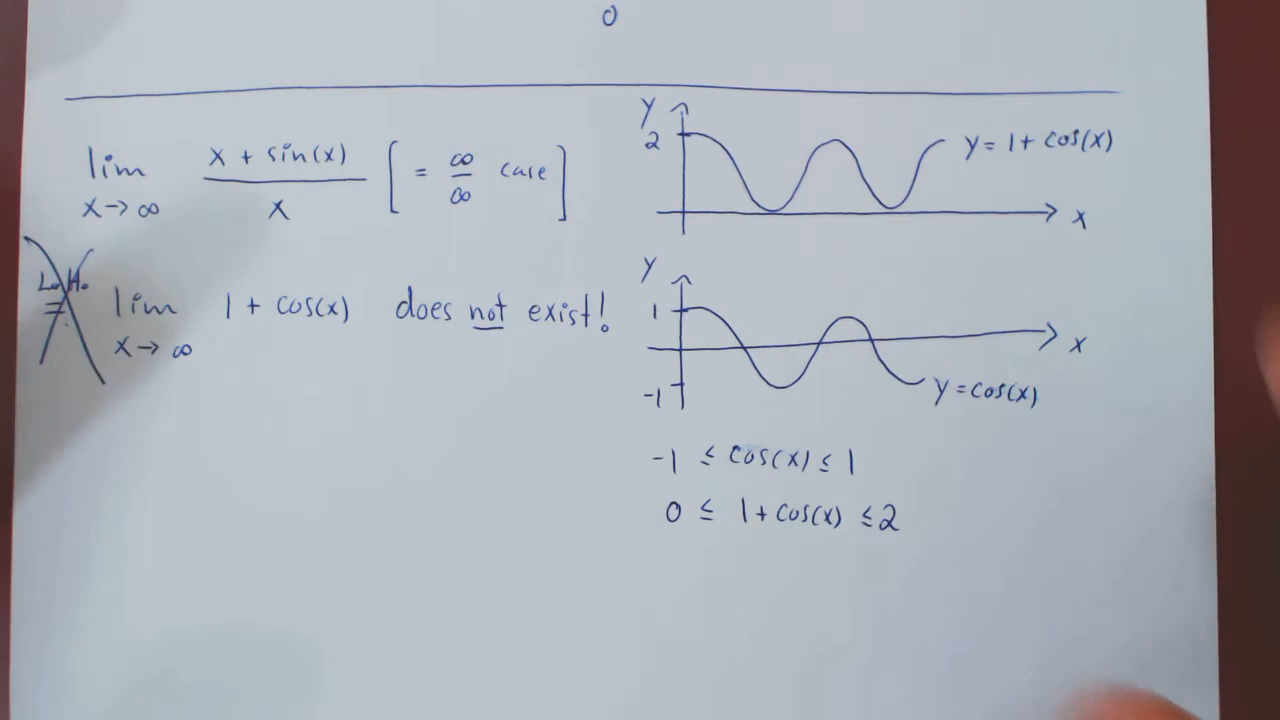 0
lim x→∞ x + sin(x) / x [ = ∞/∞ case ]
L.H. = lim x→∞ 1 + cos(x) does not exist!
y
2
y = 1 + cos(x)
x
y
1
x
-1
y = cos(x)
-1 ≤ cos(x) ≤ 1
0 ≤ 1 + cos(x) ≤ 2